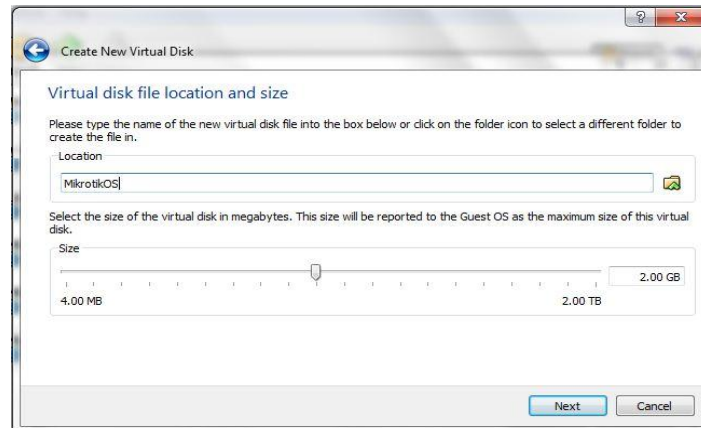 Create New Virtual Disk
Virtual disk file location and size
Please type the name of the new virtual disk file into the box below or click on the folder icon to select a different folder to
create the file in.
Location
MikrotikOS
Select the size of the virtual disk in megabytes. This size will be reported to the Guest OS as the maximum size of this virtual
disk.
Size
2.00 GB
4.00 MB 2.00 TB
Next Cancel